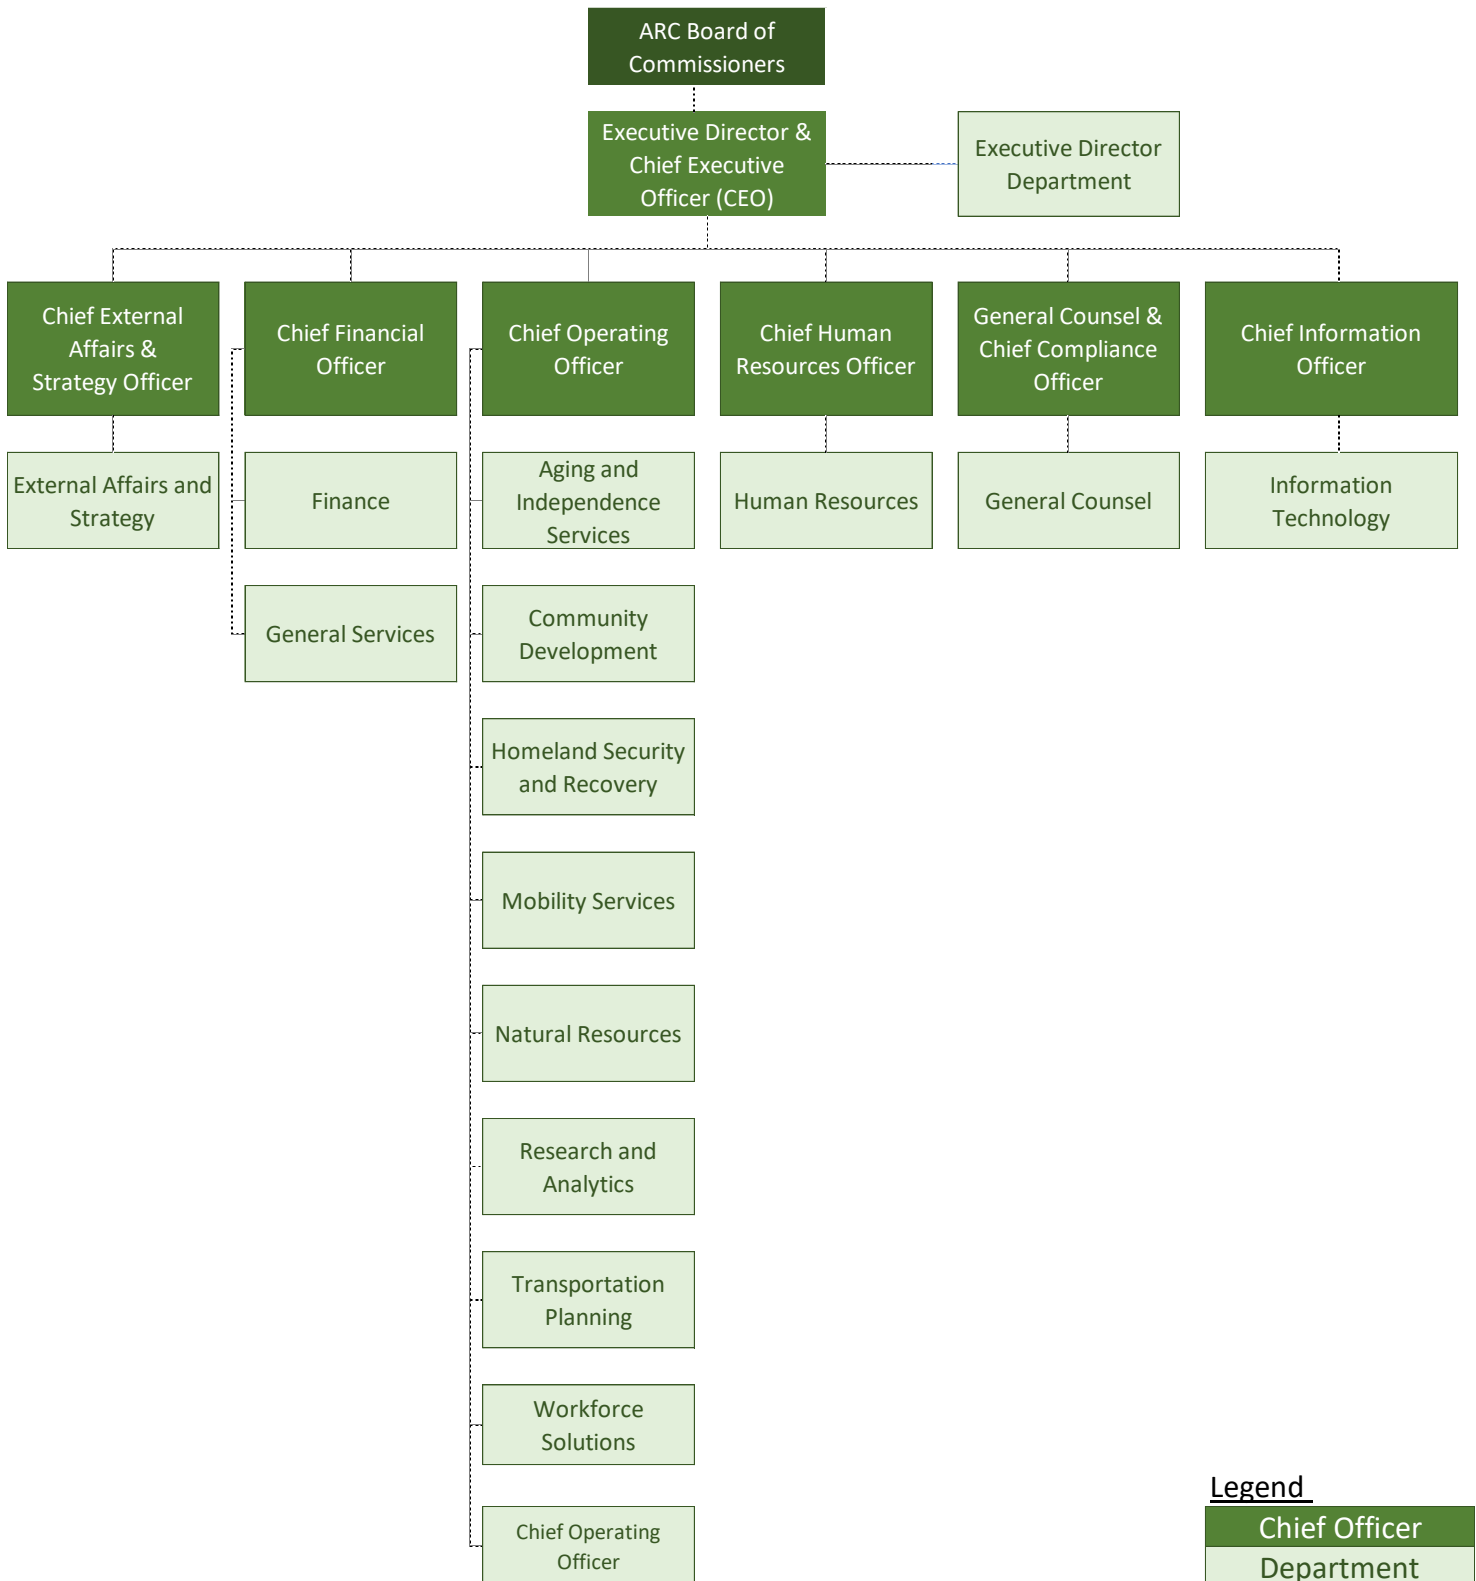 ARC Board of
Commissioners
Executive Director &
Chief Executive
Officer (CEO)
Executive Director
Department
Chief External
Affairs &
Strategy Officer
Chief Financial
Officer
Chief Operating
Officer
Chief Human
Resources Officer
General Counsel &
Chief Compliance
Officer
Chief Information
Officer
External Affairs and
Strategy
Finance
Aging and
Independence
Services
Human Resources
General Counsel
Information
Technology
General Services
Community
Development
Homeland Security
and Recovery
Mobility Services
Natural Resources
Research and
Analytics
Transportation
Planning
Workforce
Solutions
Chief Operating
Officer
Legend
Chief Officer
Department